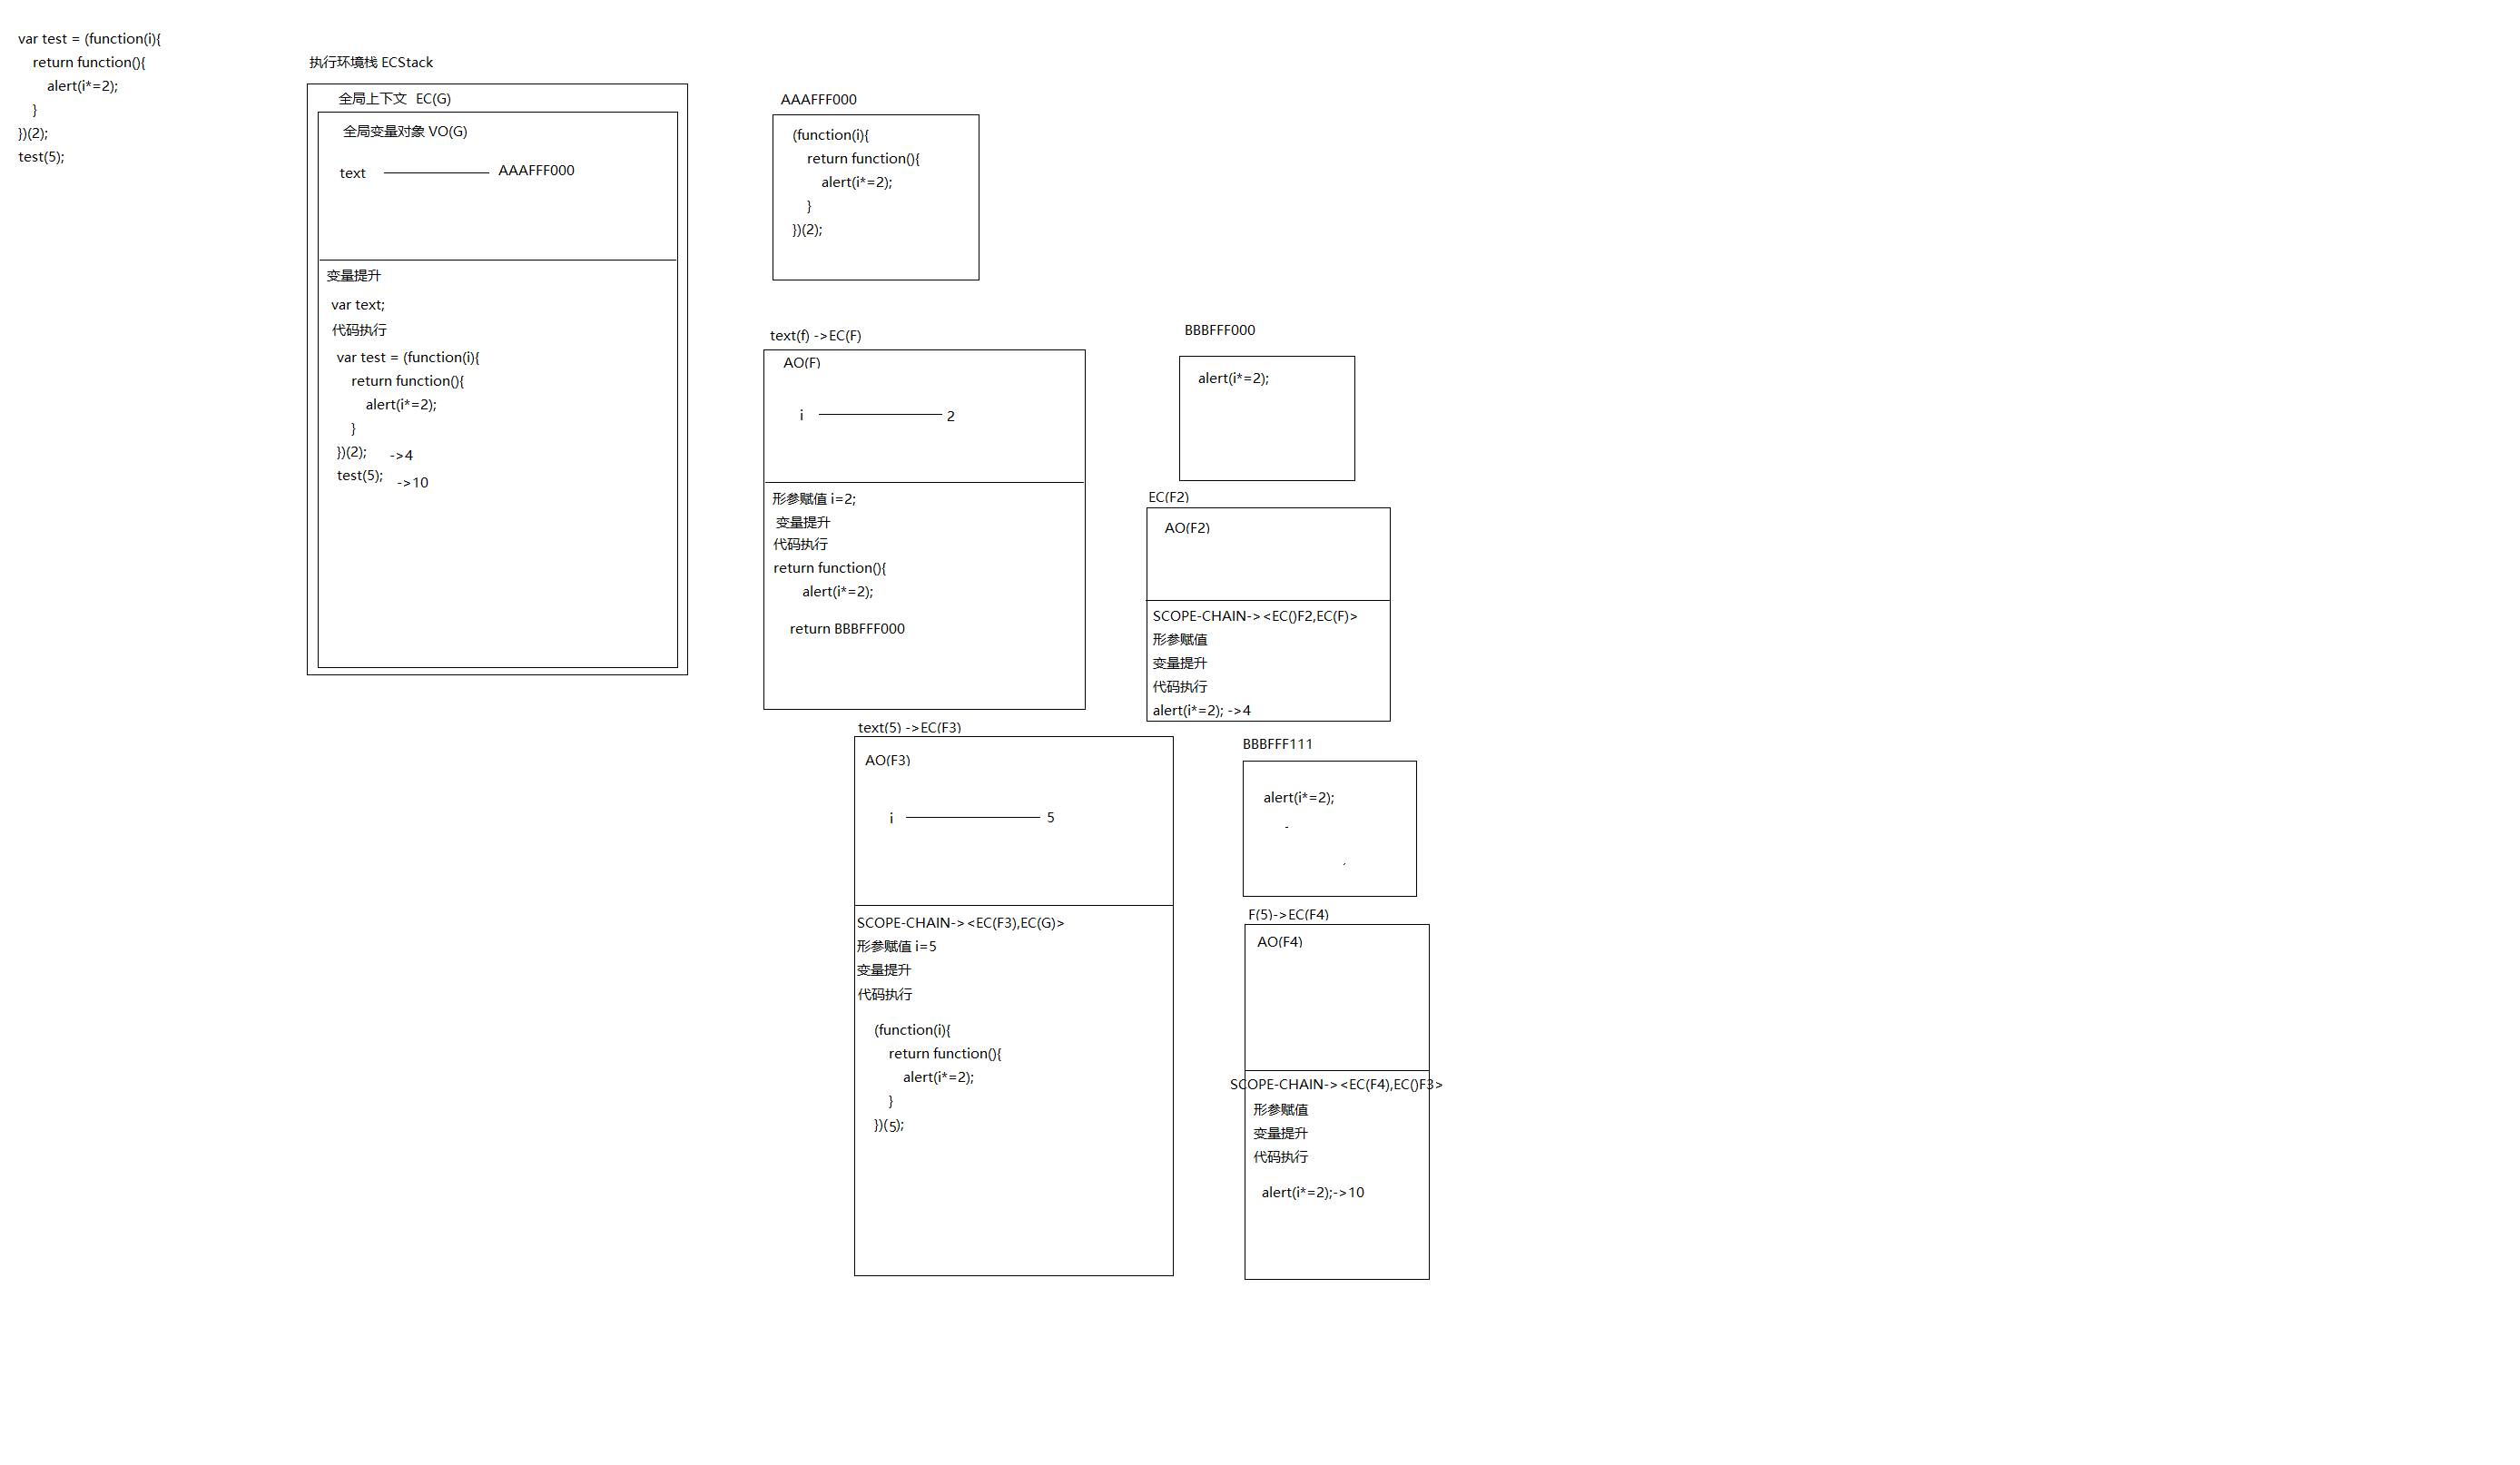 var test = (function(i){
    return function(){
        alert(i*=2);
    }
})(2);
test(5);
执行环境栈 ECStack
全局上下文 EC(G)
全局变量对象 VO(G)
text
AAAFFF000
变量提升
var text;
代码执行
var test = (function(i){
    return function(){
        alert(i*=2);
    }
})(2);
->4
test(5);
->10
AAAFFF000
(function(i){
    return function(){
        alert(i*=2);
    }
})(2);
text(f) ->EC(F)
AO(F)
i
2
形参赋值 i=2;
变量提升
代码执行
return function(){
        alert(i*=2);
return BBBFFF000
BBBFFF000
alert(i*=2);
EC(F2)
AO(F2)
SCOPE-CHAIN-><EC()F2,EC(F)>
形参赋值
变量提升
代码执行
alert(i*=2); ->4
text(5) ->EC(F3)
AO(F3)
i
5
SCOPE-CHAIN-><EC(F3),EC(G)>
形参赋值 i=5
变量提升
代码执行
(function(i){
    return function(){
        alert(i*=2);
    }
})(5);
BBBFFF111
alert(i*=2);
F(5)->EC(F4)
AO(F4)
SCOPE-CHAIN-><EC(F4),EC()F3>
形参赋值
变量提升
代码执行
alert(i*=2);->10